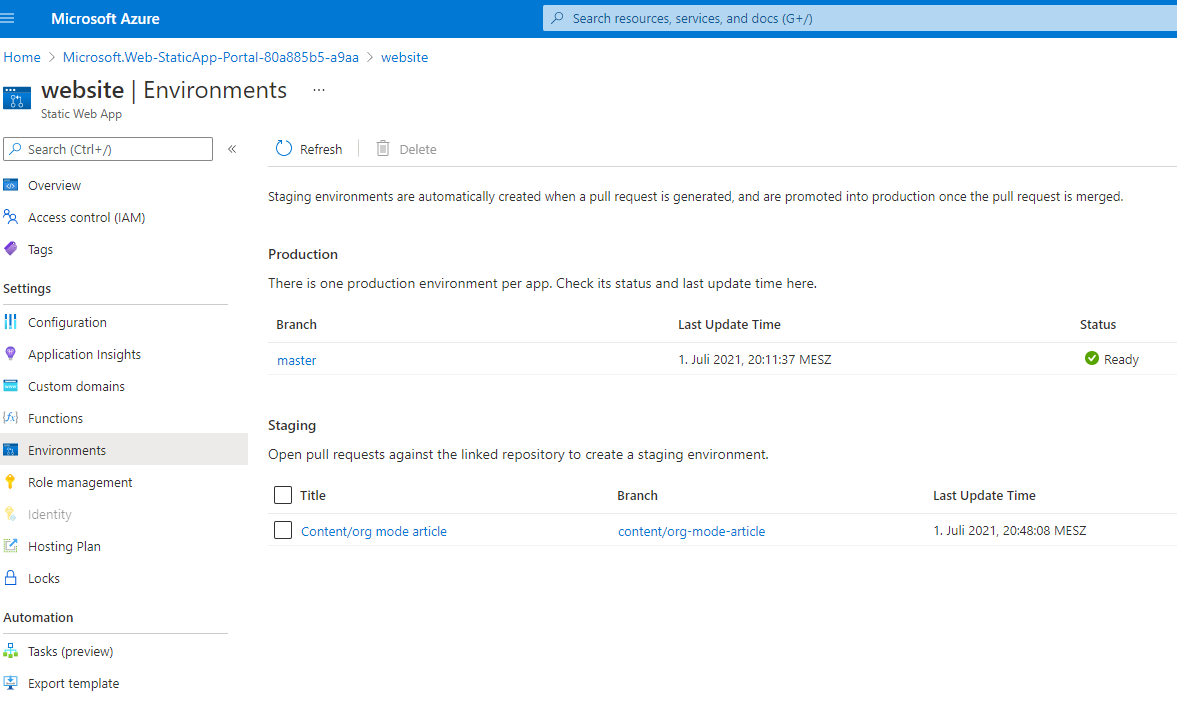 Microsoft Azure
Search resources, services, and docs (G+/)
Home > Microsoft.Web-StaticApp-Portal-80a885b5-a9aa > website
website | Environments ...
Static Web App
Search (Ctrl+/) «
Refresh Delete
Overview
Access control (IAM)
Tags
Settings
Configuration
Application Insights
Custom domains
Functions
Environments
Role management
Identity
Hosting Plan
Locks
Automation
Tasks (preview)
Export template
Staging environments are automatically created when a pull request is generated, and are promoted into production once the pull request is merged.
Production
There is one production environment per app. Check its status and last update time here.
Branch Last Update Time Status
master 1. Juli 2021, 20:11:37 MESZ Ready
Staging
Open pull requests against the linked repository to create a staging environment.
Title Branch Last Update Time
Content/org mode article content/org-mode-article 1. Juli 2021, 20:48:08 MESZ